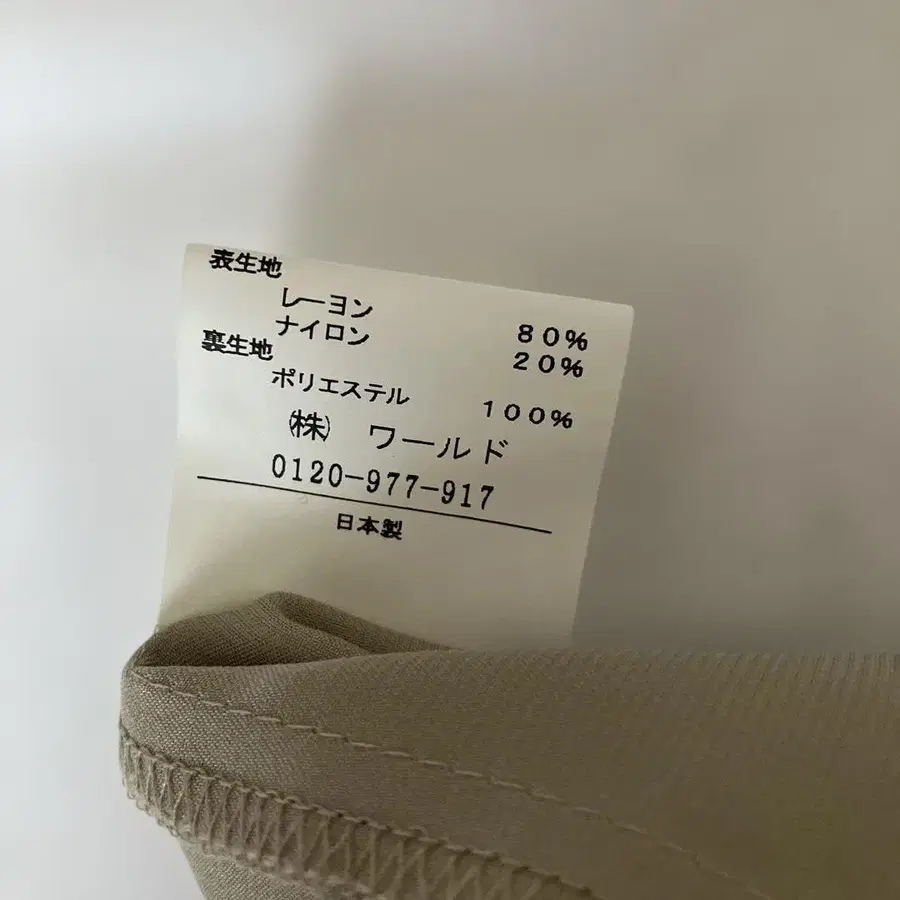 表生地
レーヨン 80%
ナイロン 20%
裏生地
ポリエステル 100%
㈱ ワールド
0120-977-917
日本製